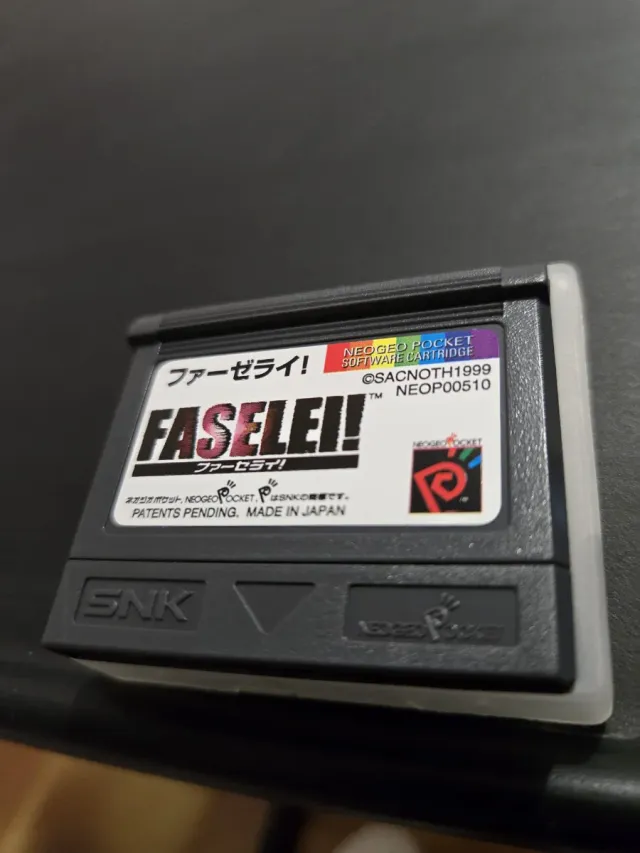 ファーゼライ!
NEOGEO POCKET
SOFTWARE CARTRIDGE
©SACNOTH1999
NEOP00510
FASELEI!™
ファーゼライ!
NEOGEO POCKET
ネオジオポケット, NEOGEO POCKET, P はSNKの商標です。
PATENTS PENDING. MADE IN JAPAN
SNK
NEOGEO POCKET